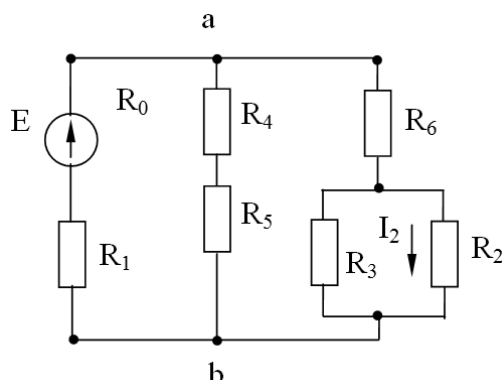 a
R₀
E
R₄
R₆
R₅
I₂
R₁
R₃
R₂
b